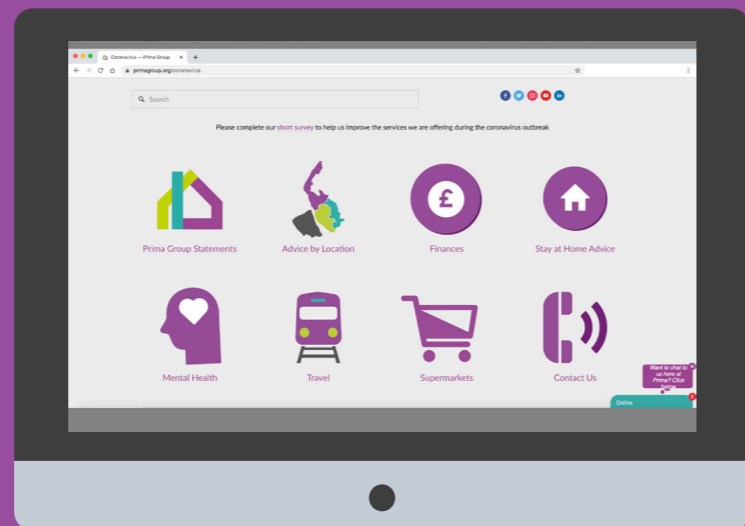 Coronavirus — Prima Group
primagroup.org/coronavirus
Search
Please complete our short survey to help us improve the services we are offering during the coronavirus outbreak
Prima Group Statements
Advice by Location
Finances
Stay at Home Advice
Mental Health
Travel
Supermarkets
Contact Us
Want to chat to
us here at
Prima? Click
below
Online